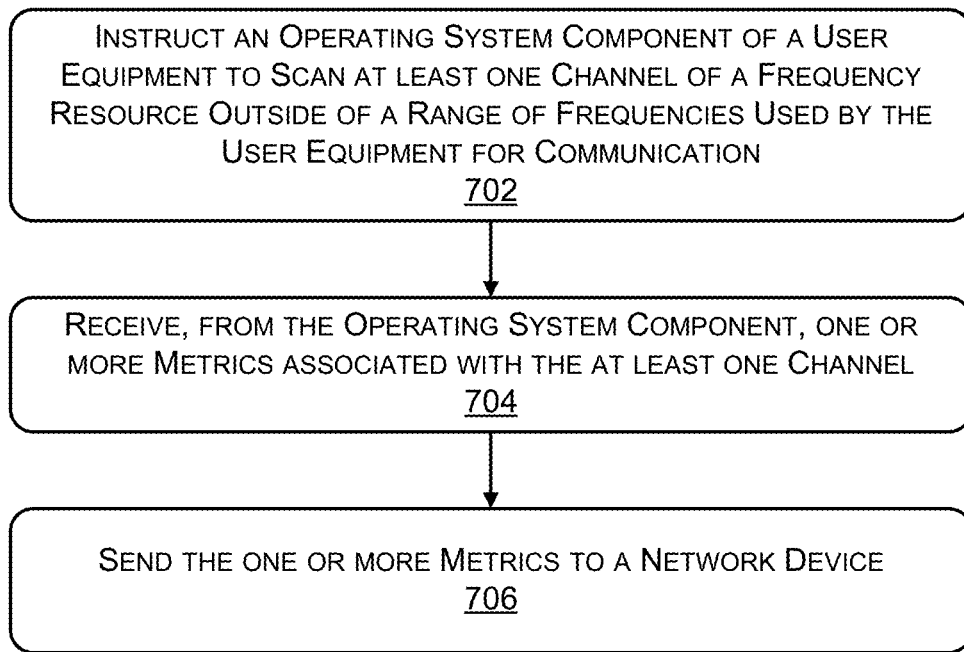 INSTRUCT AN OPERATING SYSTEM COMPONENT OF A USER
EQUIPMENT TO SCAN AT LEAST ONE CHANNEL OF A FREQUENCY
RESOURCE OUTSIDE OF A RANGE OF FREQUENCIES USED BY THE
USER EQUIPMENT FOR COMMUNICATION
702
RECEIVE, FROM THE OPERATING SYSTEM COMPONENT, ONE OR
MORE METRICS ASSOCIATED WITH THE AT LEAST ONE CHANNEL
704
SEND THE ONE OR MORE METRICS TO A NETWORK DEVICE
706